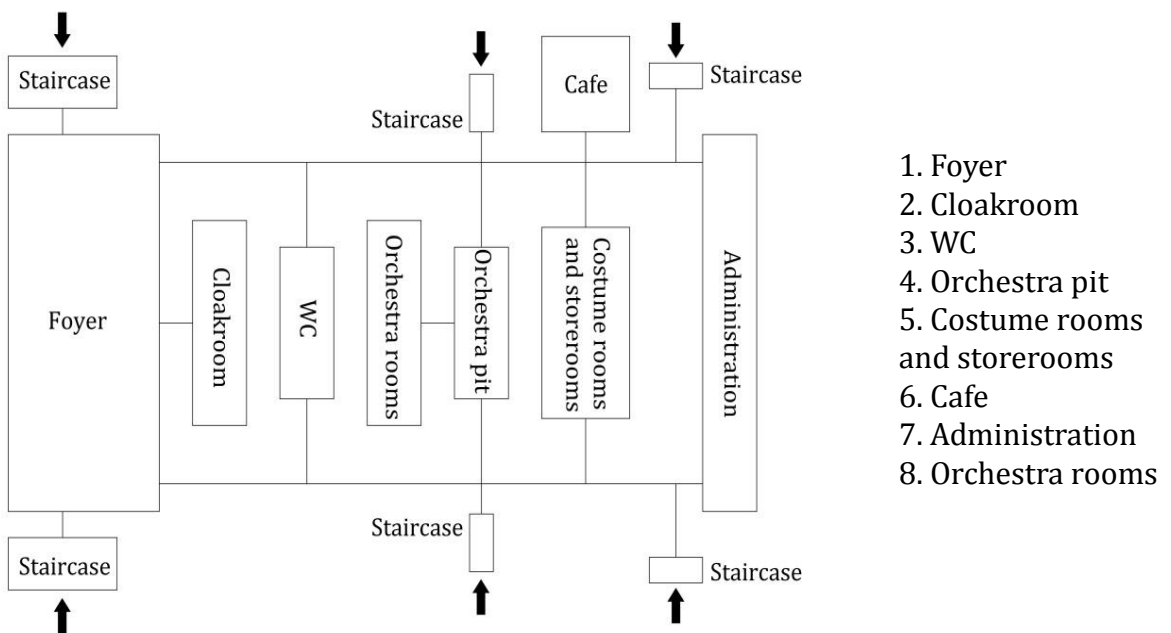 Staircase
Staircase
Cafe
Staircase
Foyer
Cloakroom
WC
Orchestra rooms
Orchestra pit
Costume rooms
and storerooms
Administration
Staircase
Staircase
Staircase
1. Foyer
2. Cloakroom
3. WC
4. Orchestra pit
5. Costume rooms
and storerooms
6. Cafe
7. Administration
8. Orchestra rooms